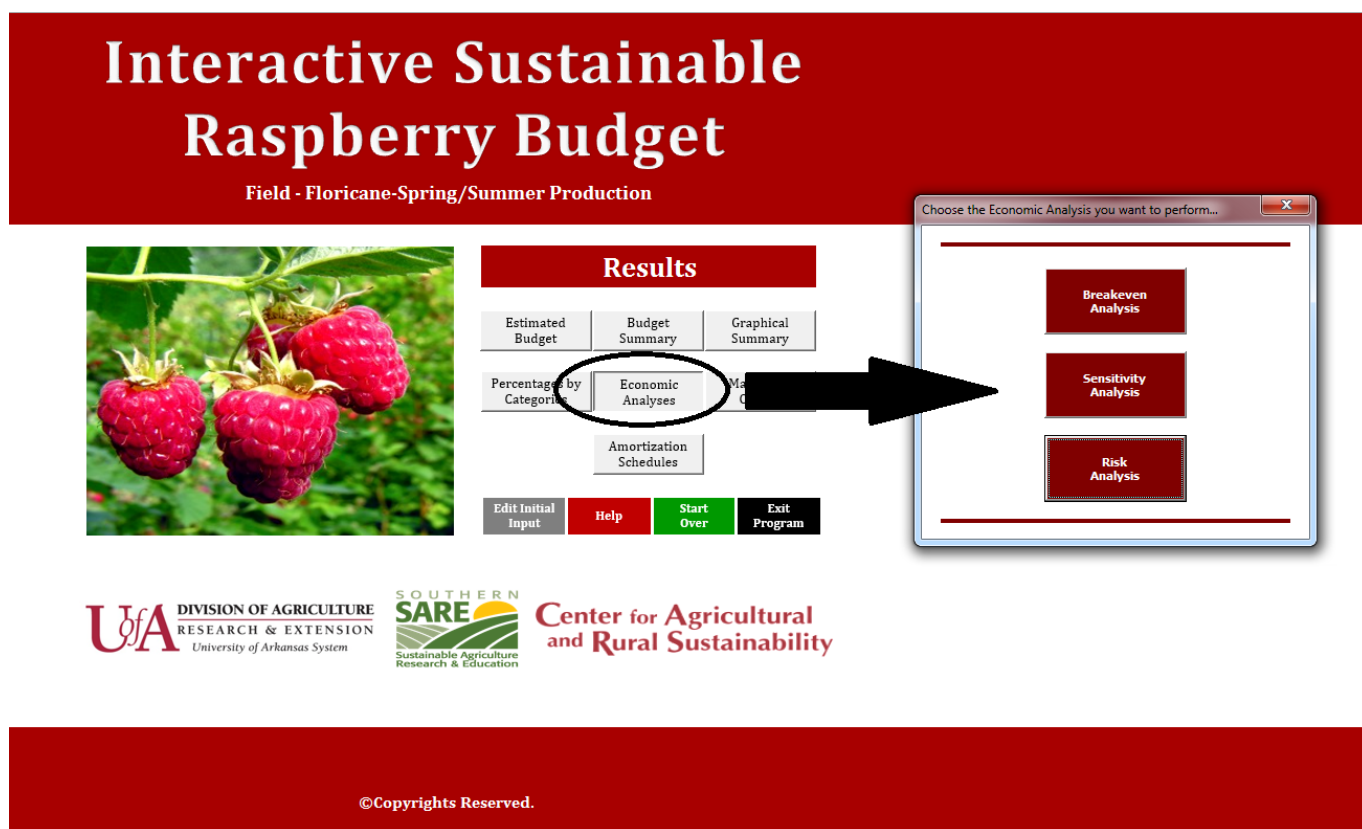 Interactive Sustainable
Raspberry Budget
Field - Floricane-Spring/Summer Production
Choose the Economic Analysis you want to perform...
Results
Estimated
Budget
Budget
Summary
Graphical
Summary
Percentages by
Categories
Economic
Analyses
Amortization
Schedules
Edit Initial
Input
Help
Start
Over
Exit
Program
Breakeven
Analysis
Sensitivity
Analysis
Risk
Analysis
UofA
DIVISION OF AGRICULTURE
RESEARCH & EXTENSION
University of Arkansas System
SOUTHERN
SARE
Sustainable Agriculture
Research & Education
Center for Agricultural
and Rural Sustainability
©Copyrights Reserved.